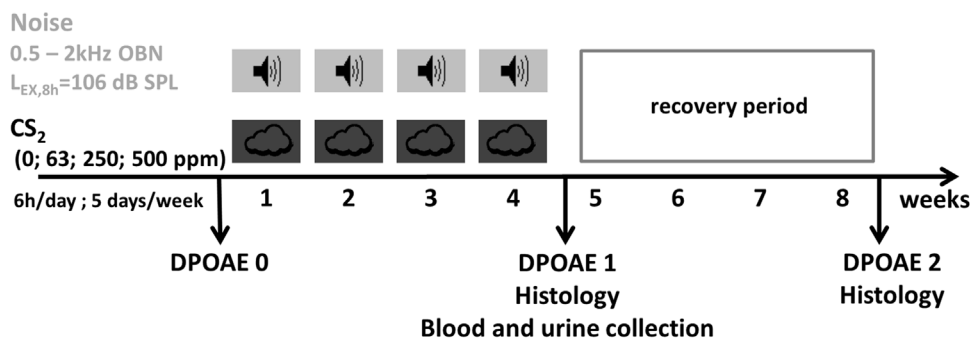 Noise
0.5 – 2kHz OBN
L_EX,8h=106 dB SPL
CS₂
(0; 63; 250; 500 ppm)
recovery period
6h/day ; 5 days/week 1 2 3 4 5 6 7 8 weeks
DPOAE 0 DPOAE 1 DPOAE 2
Histology Histology
Blood and urine collection